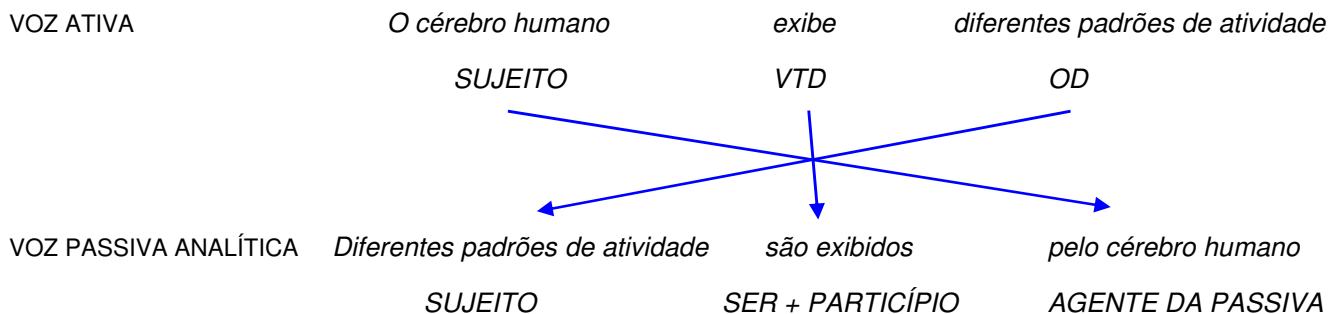 VOZ ATIVA O cérebro humano exibe diferentes padrões de atividade
SUJEITO VTD OD
VOZ PASSIVA ANALÍTICA Diferentes padrões de atividade são exibidos pelo cérebro humano
SUJEITO SER + PARTICÍPIO AGENTE DA PASSIVA